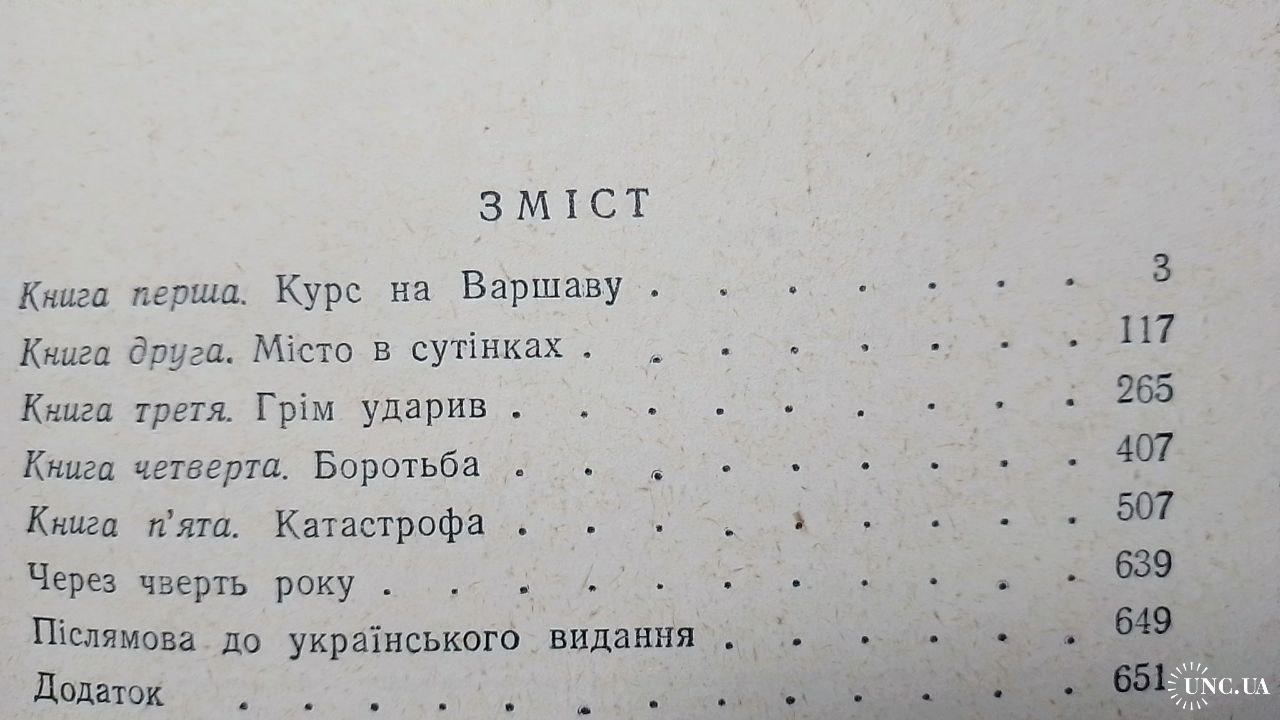 ЗМІСТ
Книга перша. Курс на Варшаву . . . . . . . 3
Книга друга. Місто в сутінках . . . . . . . . 117
Книга третя. Грім ударив . . . . . . . . . 265
Книга четверта. Боротьба . . . . . . . . . 407
Книга п'ята. Катастрофа . . . . . . . . . 507
Через чверть року . . . . . . . . . . . 639
Післямова до українського видання . . . . . . 649
Додаток . . . . . . . . . . . . . 651
UNC.UA